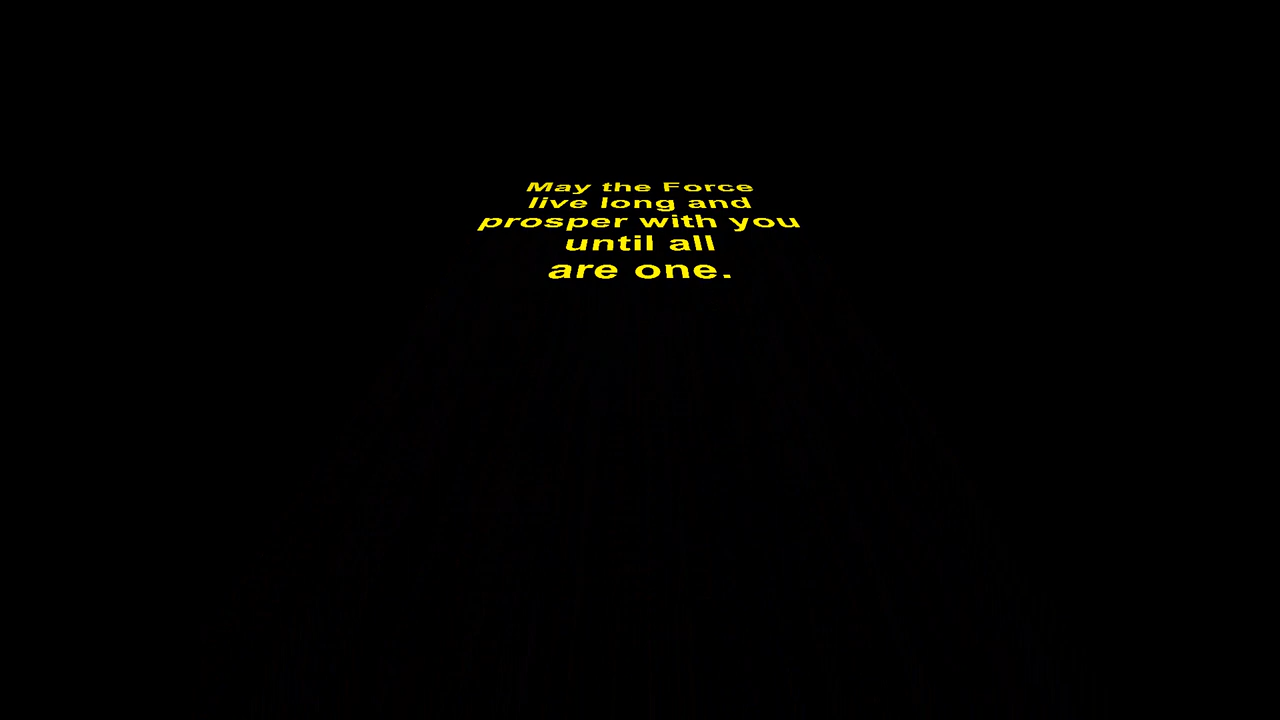 May the Force
live long and
prosper with you
until all
are one.